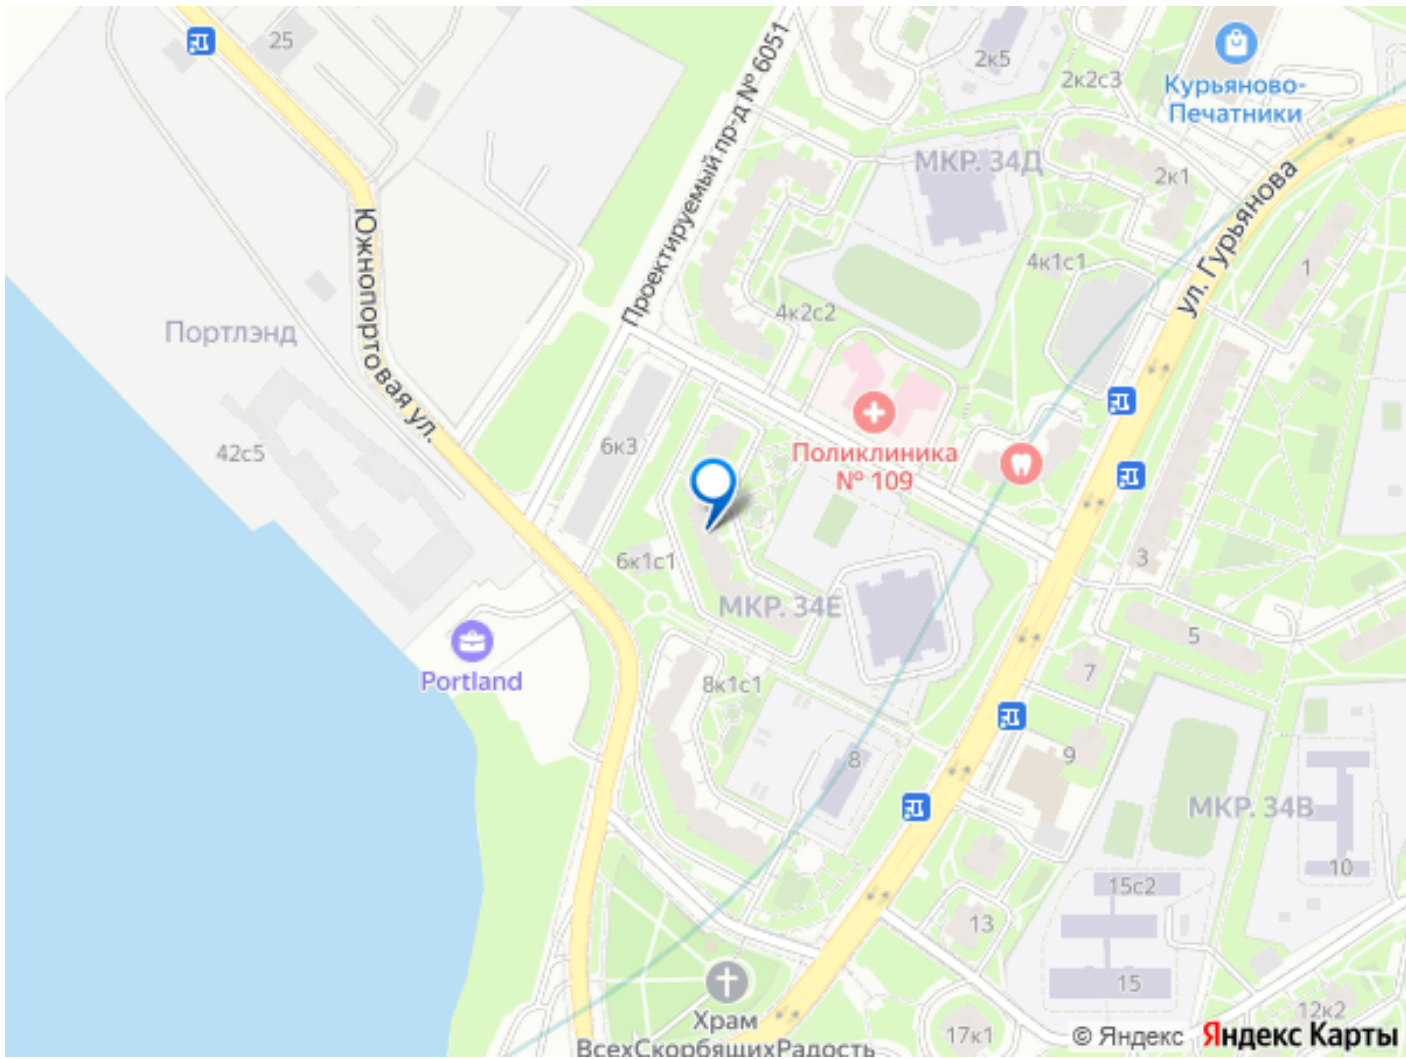 25
Проектируемый пр-д № 6051
2к5
2к2с3
Курьяново-
Печатники
МКР. 34Д
2к1
ул. Гурьянова
Южнопортовая ул.
4к1с1
1
4к2с2
Портлэнд
42с5
6к3
Поликлиника
№ 109
3
6к1с1
МКР. 34Е
5
Portland
8к1с1
7
8
9
МКР. 34В
10
15с2
13
15
12к2
Храм
ВсехСкорбящихРадость
17к1
© Яндекс Яндекс Карты